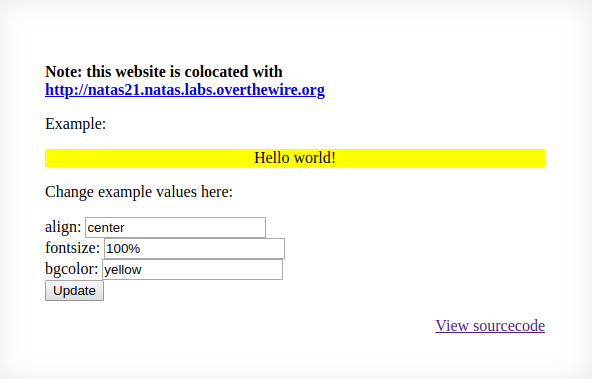 Note: this website is colocated with
http://natas21.natas.labs.overthewire.org
Example:
Hello world!
Change example values here:
align: center
fontsize: 100%
bgcolor: yellow
Update
View sourcecode